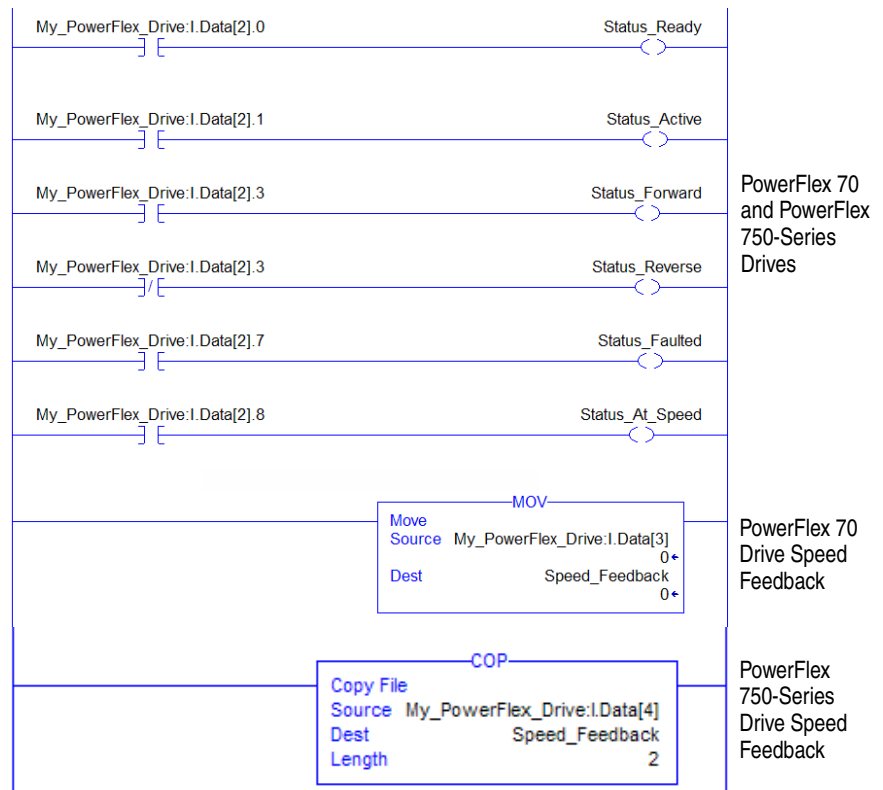 My_PowerFlex_Drive:I.Data[2].0 Status_Ready
My_PowerFlex_Drive:I.Data[2].1 Status_Active
My_PowerFlex_Drive:I.Data[2].3 Status_Forward
My_PowerFlex_Drive:I.Data[2].3 Status_Reverse
My_PowerFlex_Drive:I.Data[2].7 Status_Faulted
My_PowerFlex_Drive:I.Data[2].8 Status_At_Speed
PowerFlex 70
and PowerFlex
750-Series
Drives
MOV
Move
Source My_PowerFlex_Drive:I.Data[3]
0
Dest Speed_Feedback
0
PowerFlex 70
Drive Speed
Feedback
COP
Copy File
Source My_PowerFlex_Drive:I.Data[4]
Dest Speed_Feedback
Length 2
PowerFlex
750-Series
Drive Speed
Feedback